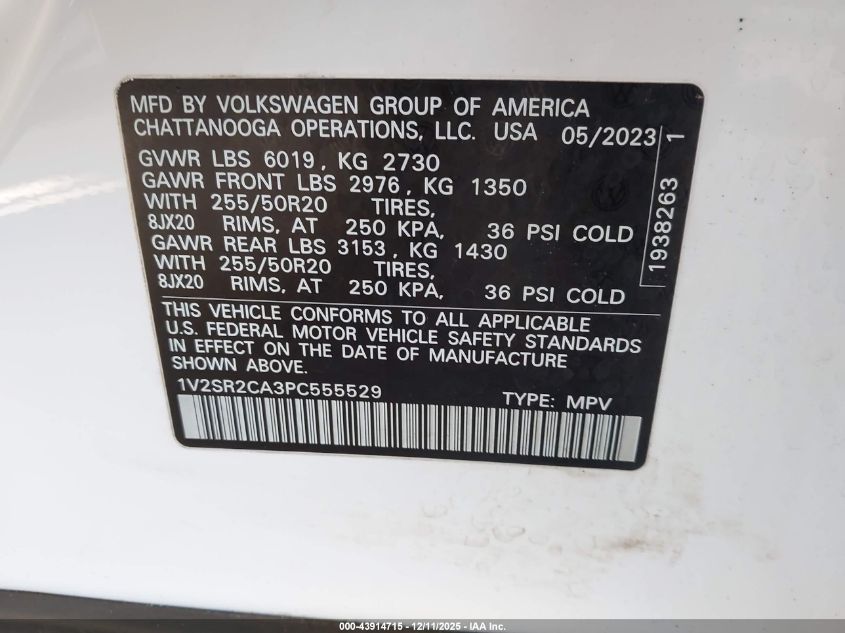 MFD BY VOLKSWAGEN GROUP OF AMERICA
CHATTANOOGA OPERATIONS, LLC. USA 05/2023
GVWR LBS 6019, KG 2730
GAWR FRONT LBS 2976, KG 1350
WITH 255/50R20 TIRES,
8JX20 RIMS, AT 250 KPA, 36 PSI COLD
GAWR REAR LBS 3153, KG 1430
WITH 255/50R20 TIRES,
8JX20 RIMS, AT 250 KPA, 36 PSI COLD
1938263 1
THIS VEHICLE CONFORMS TO ALL APPLICABLE
U.S. FEDERAL MOTOR VEHICLE SAFETY STANDARDS
IN EFFECT ON THE DATE OF MANUFACTURE
SHOWN ABOVE.
1V2SR2CA3PC555529 TYPE: MPV
000-43914715 - 12/11/2025 - IAA Inc.